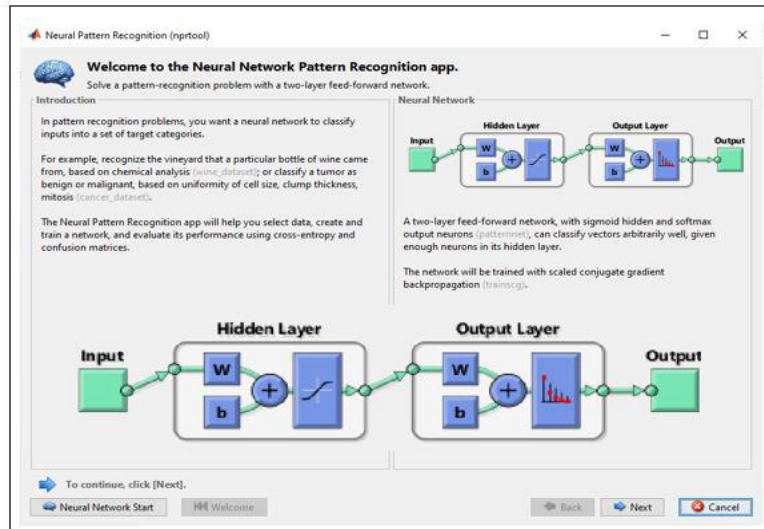 Neural Pattern Recognition (nprtool)
Welcome to the Neural Network Pattern Recognition app.
Solve a pattern-recognition problem with a two-layer feed-forward network.
Introduction
In pattern recognition problems, you want a neural network to classify
inputs into a set of target categories.
For example, recognize the vineyard that a particular bottle of wine came
from, based on chemical analysis (wine_dataset); or classify a tumor as
benign or malignant, based on uniformity of cell size, clump thickness,
mitosis (cancer_dataset).
The Neural Pattern Recognition app will help you select data, create and
train a network, and evaluate its performance using cross-entropy and
confusion matrices.
Neural Network
Hidden Layer Output Layer
Input Output
W W
b b
A two-layer feed-forward network, with sigmoid hidden and softmax
output neurons (patternnet), can classify vectors arbitrarily well, given
enough neurons in its hidden layer.
The network will be trained with scaled conjugate gradient
backpropagation (trainscg).
Hidden Layer Output Layer
Input Output
W W
b b
To continue, click [Next].
Neural Network Start Welcome Back Next Cancel